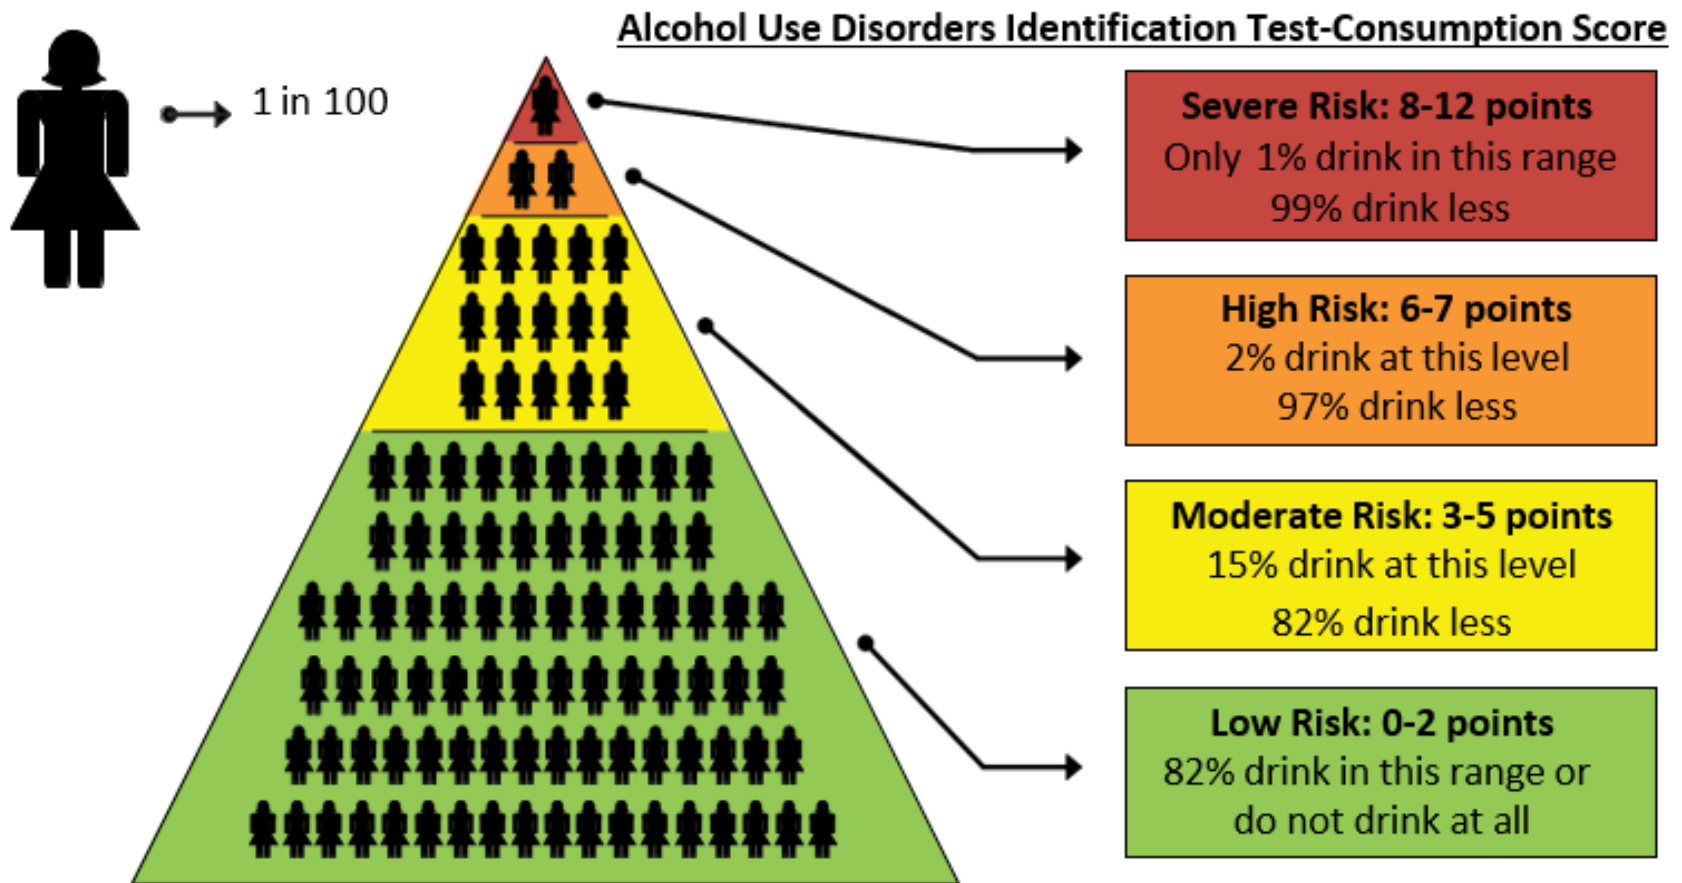 Alcohol Use Disorders Identification Test-Consumption Score
1 in 100
Severe Risk: 8-12 points
Only 1% drink in this range
99% drink less
High Risk: 6-7 points
2% drink at this level
97% drink less
Moderate Risk: 3-5 points
15% drink at this level
82% drink less
Low Risk: 0-2 points
82% drink in this range or
do not drink at all